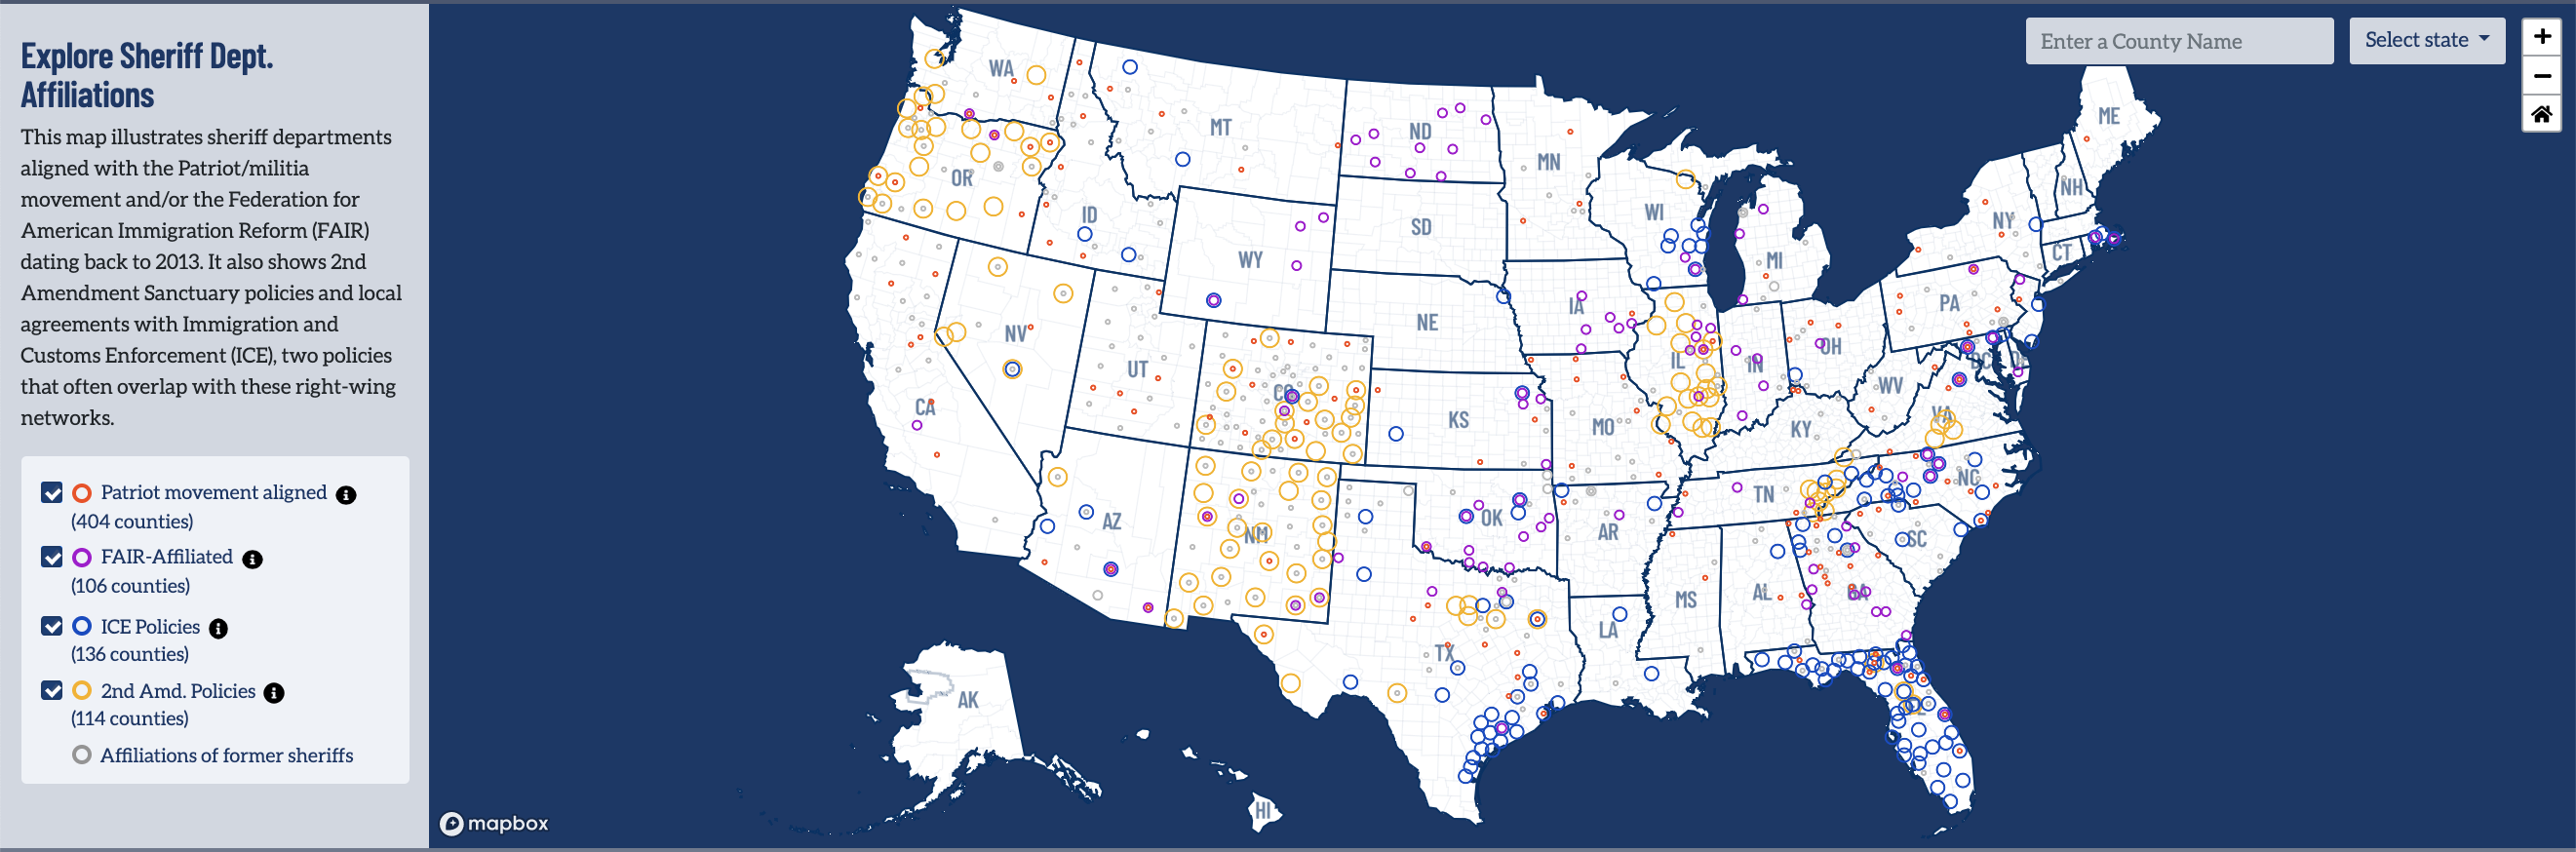 Explore Sheriff Dept.
Affiliations
This map illustrates sheriff departments
aligned with the Patriot/militia
movement and/or the Federation for
American Immigration Reform (FAIR)
dating back to 2013. It also shows 2nd
Amendment Sanctuary policies and local
agreements with Immigration and
Customs Enforcement (ICE), two policies
that often overlap with these right-wing
networks.
Patriot movement aligned i
(404 counties)
FAIR-Affiliated i
(106 counties)
ICE Policies i
(136 counties)
2nd Amd. Policies i
(114 counties)
Affiliations of former sheriffs
Enter a County Name
Select state
+
−
WA
MT
ND
MN
ME
OR
ID
WY
SD
WI
MI
NY
NH
CT
NV
UT
CO
NE
IA
IL
IN
OH
PA
DC
DE
CA
KS
MO
KY
WV
VA
AZ
NM
OK
AR
TN
NC
SC
TX
LA
MS
AL
GA
FL
AK
HI
mapbox